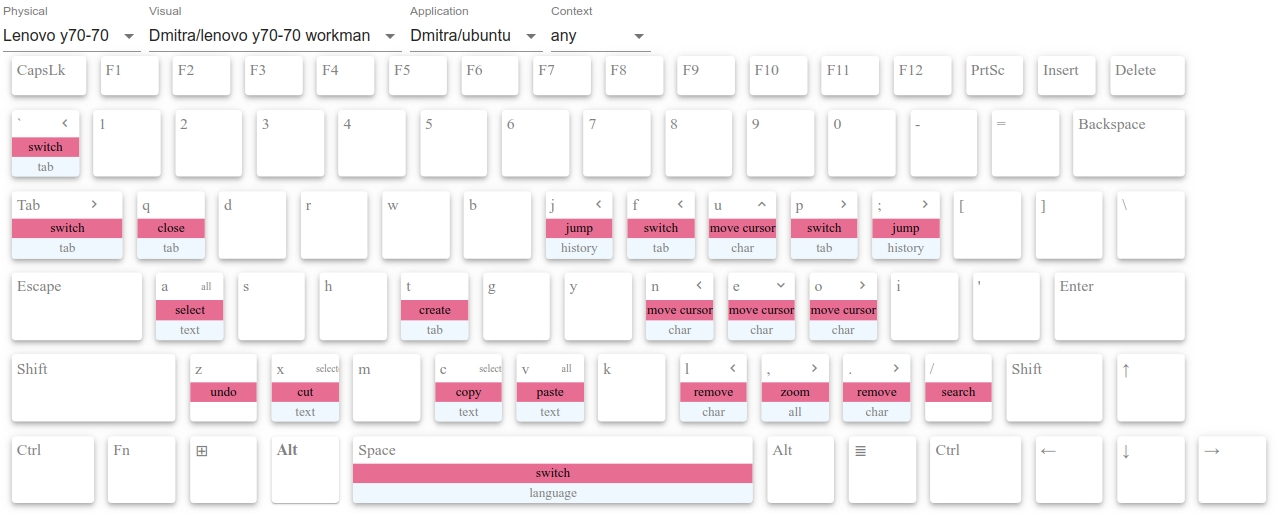 Physical Visual Application Context
Lenovo y70-70 Dmitra/lenovo y70-70 workman Dmitra/ubuntu any
CapsLk F1 F2 F3 F4 F5 F6 F7 F8 F9 F10 F11 F12 PrtSc Insert Delete
` < 1 2 3 4 5 6 7 8 9 0 - = Backspace
switch
tab
Tab > q d r w b j < f < u ^ p > ; > [ ] \
switch close jump switch move cursor switch jump
tab tab history tab char tab history
Escape a all s h t g y n < e ⌄ o > i ' Enter
select create move cursor move cursor move cursor
text tab char char char
Shift z x select m c select v all k l < , > . > / Shift ↑
undo cut copy paste remove zoom remove search
text text text char all char
Ctrl Fn ⊞ Alt Space Alt ≣ Ctrl ← ↓ →
switch
language